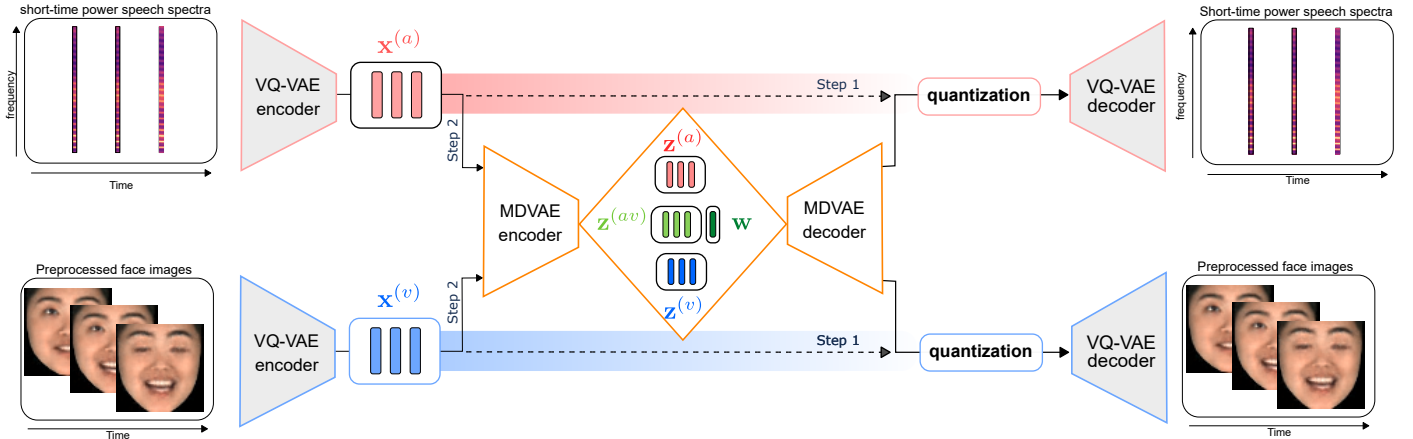 short-time power speech spectra
frequency
Time
VQ-VAE
encoder
x^(a)
Step 1
Step 2
quantization
VQ-VAE
decoder
Short-time power speech spectra
frequency
Time
MDVAE
encoder
z^(a)
z^(av)
w
z^(v)
MDVAE
decoder
Preprocessed face images
Time
VQ-VAE
encoder
x^(v)
Step 2
Step 1
quantization
VQ-VAE
decoder
Preprocessed face images
Time